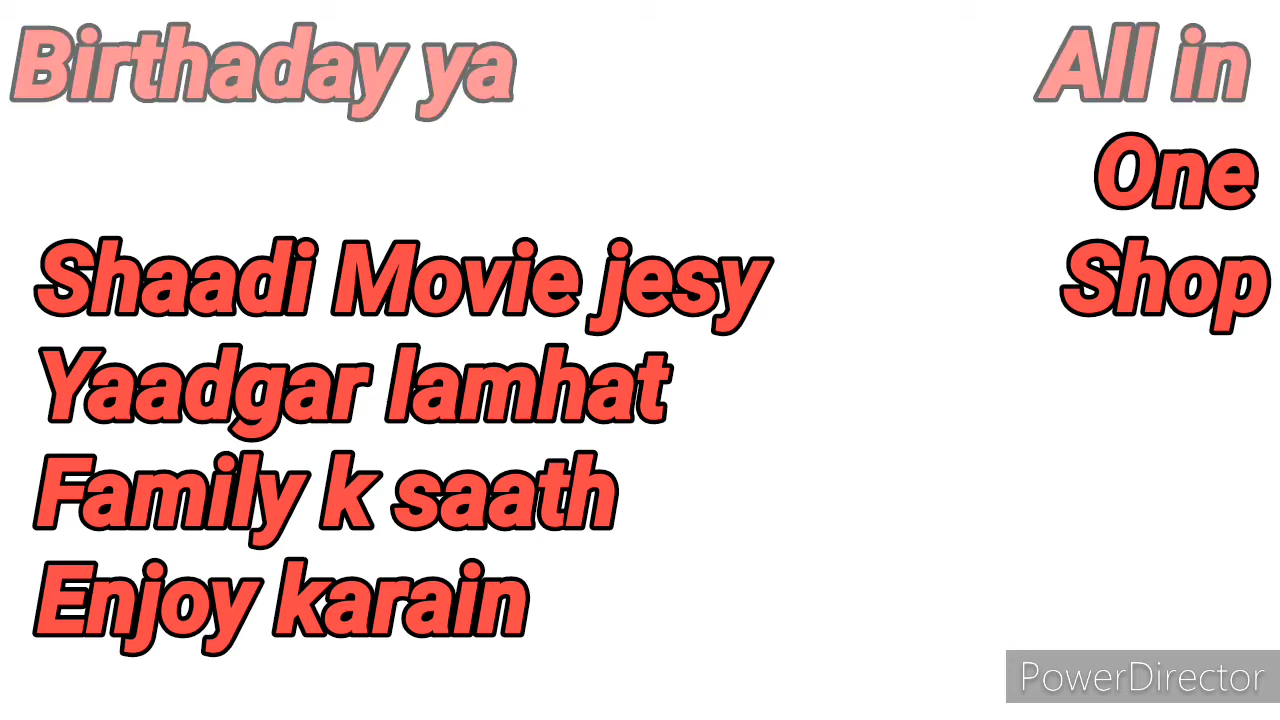 Birthaday ya
Shaadi Movie jesy
Yaadgar lamhat
Family k saath
Enjoy karain
All in
One
Shop
PowerDirector